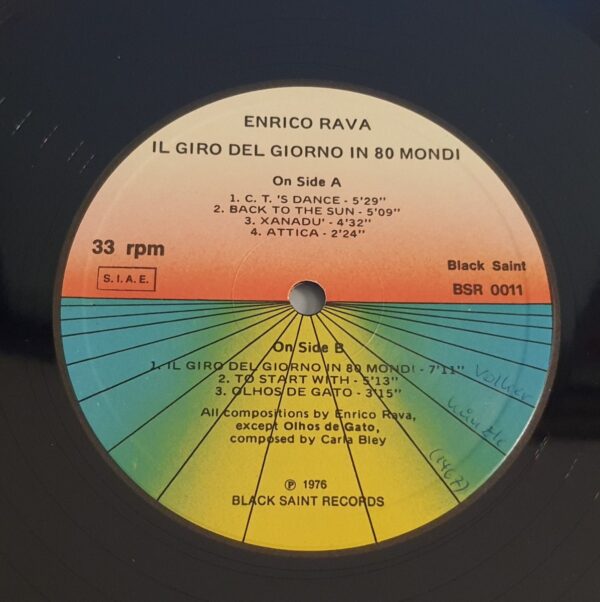 ENRICO RAVA
IL GIRO DEL GIORNO IN 80 MONDI
On Side A
1. C. T. 'S DANCE - 5'29"
2. BACK TO THE SUN - 5'09"
3. XANADU' - 4'32"
4. ATTICA - 2'24"
33 rpm
S. I. A. E.
Black Saint
BSR 0011
On Side B
1. IL GIRO DEL GIORNO IN 80 MONDI - 7'11"
2. TO START WITH - 5'13"
3. OLHOS DE GATO - 3'15"
All compositions by Enrico Rava,
except Olhos de Gato,
composed by Carla Bley
℗ 1976
BLACK SAINT RECORDS
Volker
(1467)